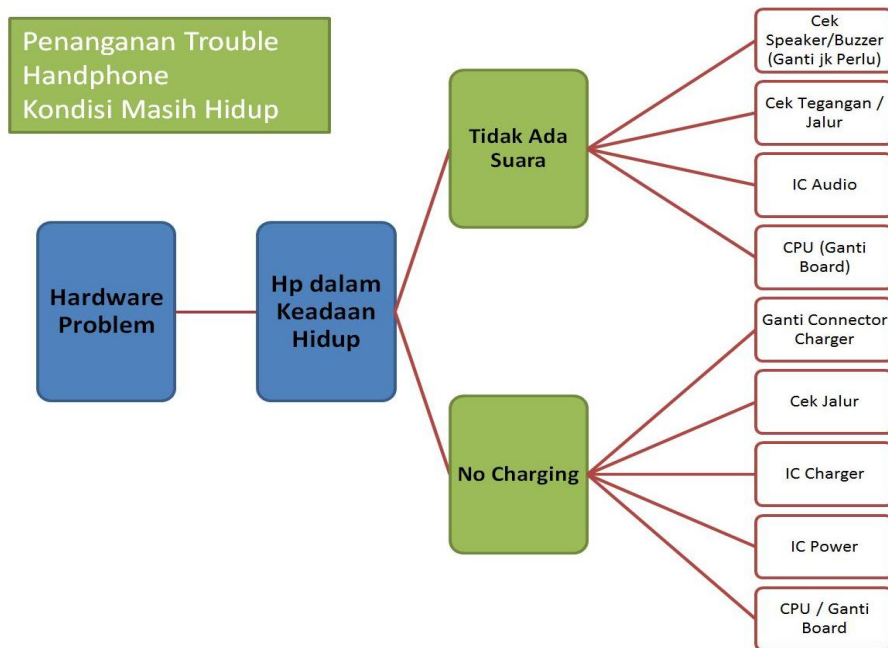 Penanganan Trouble
Handphone
Kondisi Masih Hidup
Hardware
Problem
Hp dalam
Keadaan
Hidup
Tidak Ada
Suara
Cek
Speaker/Buzzer
(Ganti jk Perlu)
Cek Tegangan /
Jalur
IC Audio
CPU (Ganti
Board)
No Charging
Ganti Connector
Charger
Cek Jalur
IC Charger
IC Power
CPU / Ganti
Board